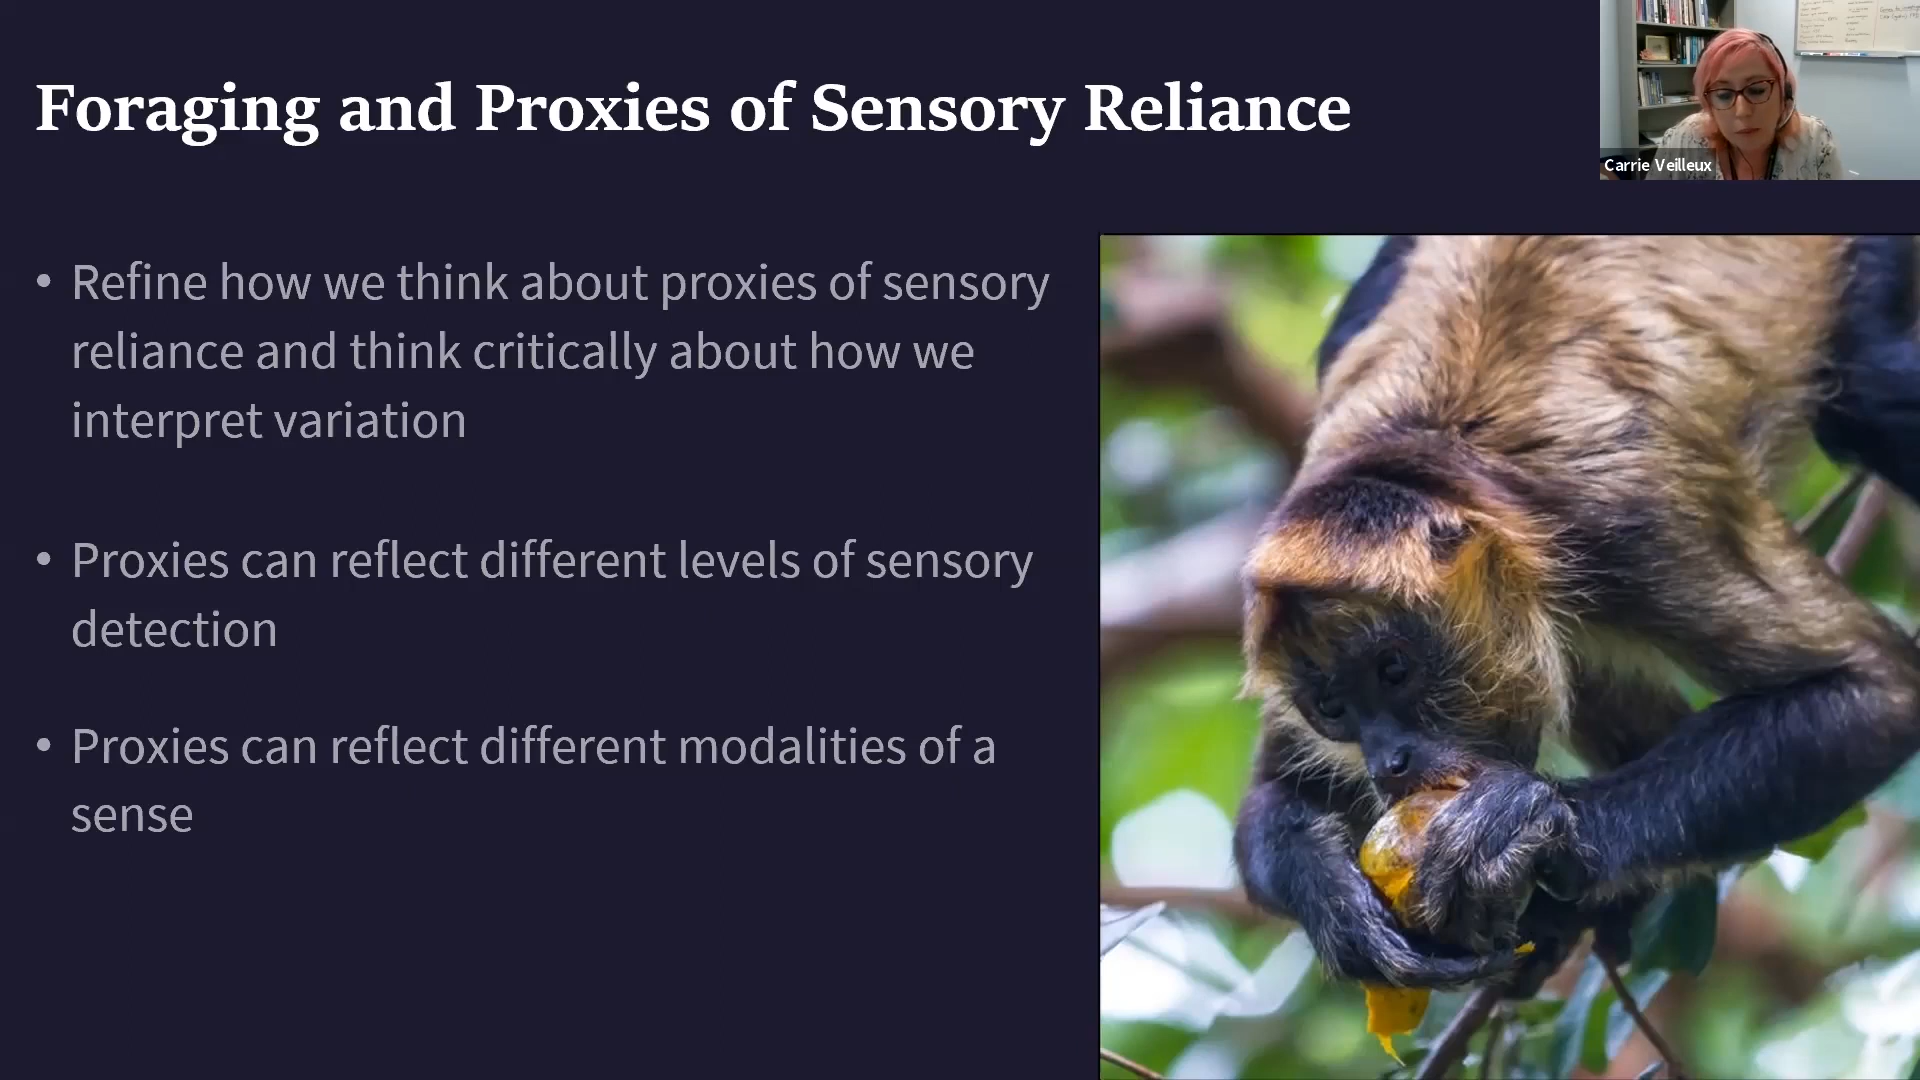 Foraging and Proxies of Sensory Reliance
Carrie Veilleux
• Refine how we think about proxies of sensory
reliance and think critically about how we
interpret variation
• Proxies can reflect different levels of sensory
detection
• Proxies can reflect different modalities of a
sense